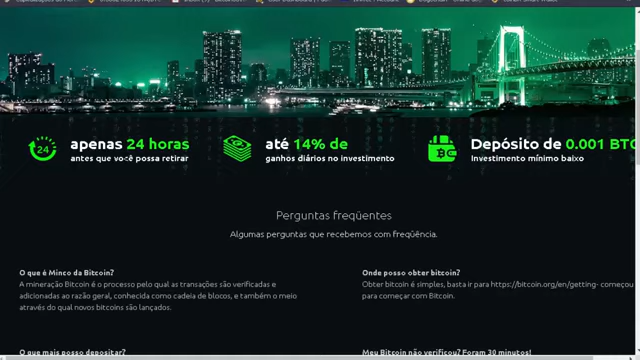 apenas 24 horas
antes que você possa retirar
até 14% de
ganhos diários no investimento
Depósito de 0.001 BTC
Investimento mínimo baixo
Perguntas freqüentes
Algumas perguntas que recebemos com freqüência.
O que é Minco da Bitcoin?
A mineração Bitcoin é o processo pelo qual as transações são verificadas e
adicionadas ao razão geral, conhecida como cadeia de blocos, e também o meio
através do qual novos bitcoins são lançados.
Onde posso obter bitcoin?
Obter bitcoin é simples, basta ir para https://bitcoin.org/en/getting- começou
para começar com Bitcoin.
O que mais posso depositar?
Meu Bitcoin não verificou? Foram 30 minutos!